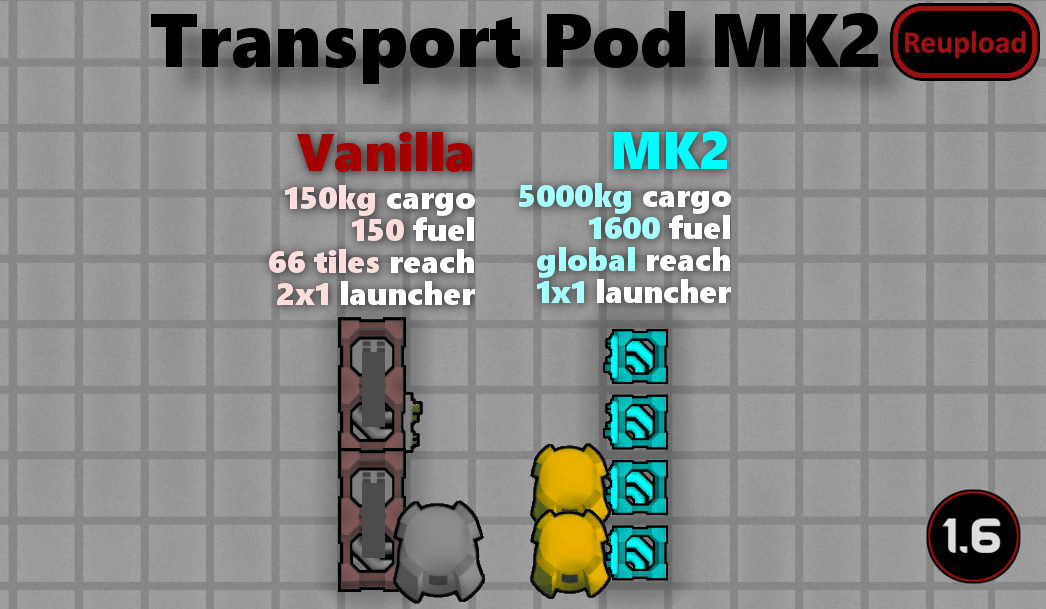 Transport Pod MK2
Reupload
Vanilla
150kg cargo
150 fuel
66 tiles reach
2x1 launcher
MK2
5000kg cargo
1600 fuel
global reach
1x1 launcher
1.6